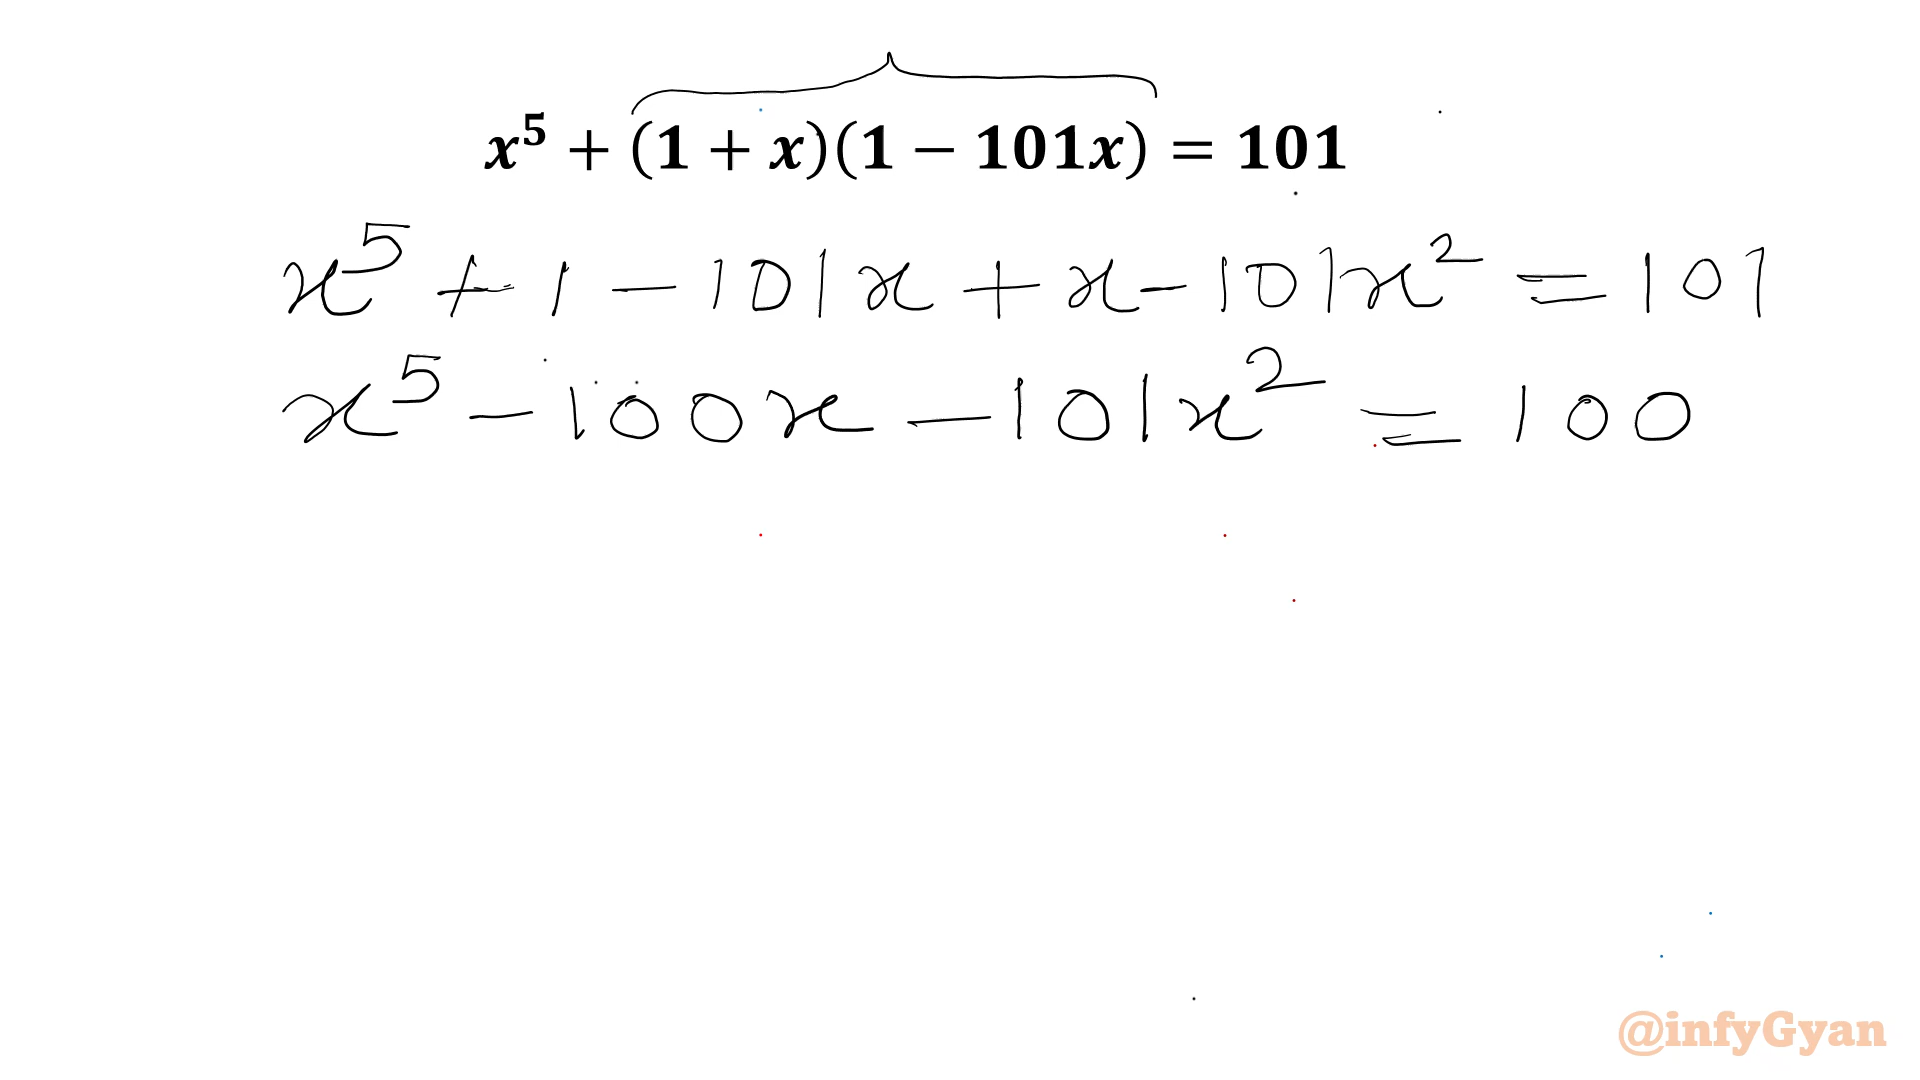 x⁵ + (1 + x)(1 − 101x) = 101
x⁵ + 1 − 101x + x − 101x² = 101
x⁵ − 100x − 101x² = 100
@infyGyan